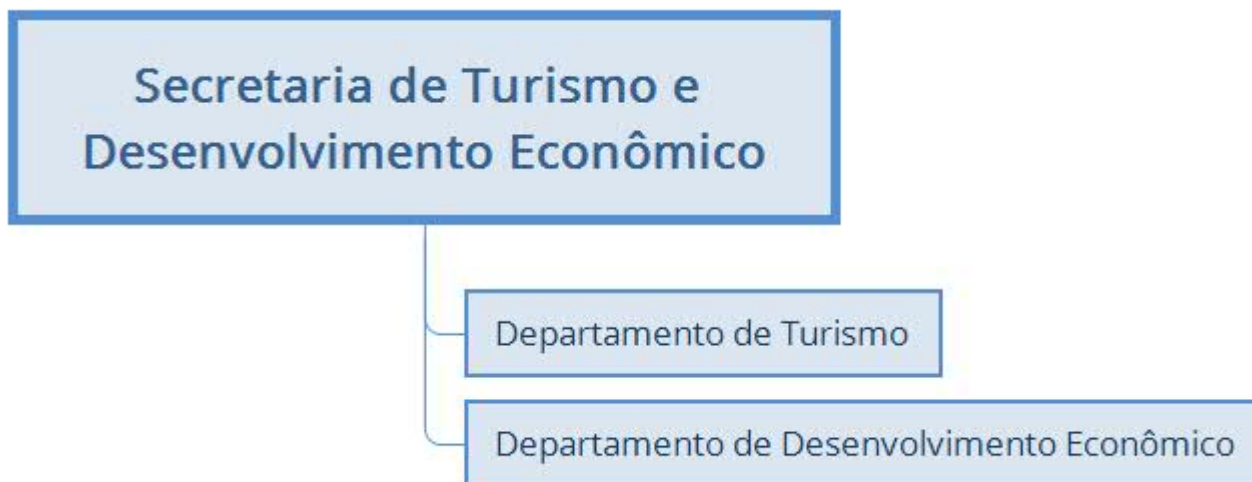 Secretaria de Turismo e
Desenvolvimento Econômico
Departamento de Turismo
Departamento de Desenvolvimento Econômico